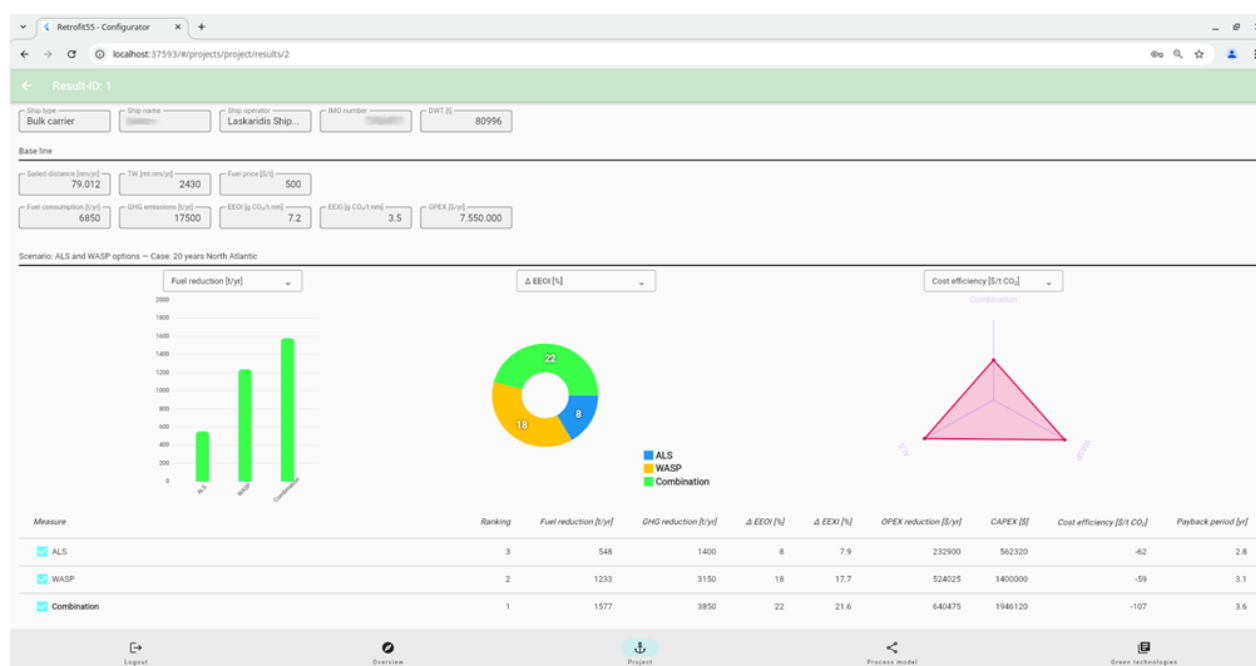 Retrofit55 - Configurator
localhost:37593/#/projects/project/results/2
Result-ID: 1
Ship type Ship name Ship operator IMO number DWT [t]
Bulk carrier Laskaridis Ship... 80996
Base line
Sailed distance [nm/yr] TW [mt nm/yr] Fuel price [$/t]
79.012 2430 500
Fuel consumption [t/yr] GHG emissions [t/yr] EEOI [g CO₂/t nm] EEXI [g CO₂/t nm] OPEX [$/yr]
6850 17500 7.2 3.5 7.550.000
Scenario: ALS and WASP options — Case: 20 years North Atlantic
Fuel reduction [t/yr] Δ EEOI [%] Cost efficiency [$/t CO₂]
2000
1800
1600
1400
1200
1000
800
600
400
200
0
ALS WASP Combination
22
18
8
ALS
WASP
Combination
Combination
ALS WASP
Measure Ranking Fuel reduction [t/yr] GHG reduction [t/yr] Δ EEOI [%] Δ EEXI [%] OPEX reduction [$/yr] CAPEX [$] Cost efficiency [$/t CO₂] Payback period [yr]
ALS 3 548 1400 8 7.9 232900 562320 -62 2.8
WASP 2 1233 3150 18 17.7 524025 1400000 -59 3.1
Combination 1 1577 3850 22 21.6 640475 1946120 -107 3.6
Logout Overview Project Process model Green technologies